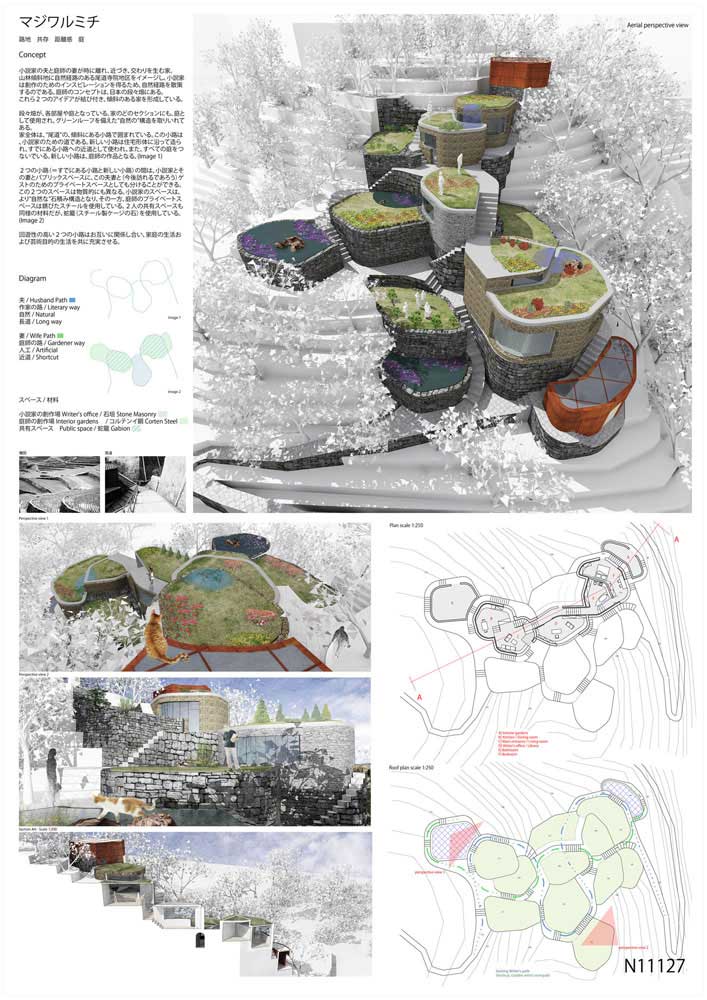 マジワルミチ
路地　共存　距離感　庭
Concept
小説家の夫と庭師の妻が時に離れ、近づき、交わりを生む家。
山林傾斜地に自然経路のある尾道寺院地区をイメージし、小説家
は創作のためのインスピレーションを得るため、自然経路を散策
するのである。庭師のコンセプトは、日本の段々畑にある。
これら２つのアイデアが結び付き、傾斜のある家を形成している。
段々畑が、各部屋や庭となっている。家のどのセクションにも、庭と
して使用され、グリーンルーフを備えた“自然の”構造を取りいれて
ある。
家全体は、“尾道”の、傾斜にある小路で囲まれている。この小路は
、小説家のための道である。新しい小路は住宅形体に沿って造ら
れ、すでにある小路への近道として使われ、また、すべての庭をつ
ないでいる。新しい小路は、庭師の作品となる。(Image 1)
２つの小路（＝すでにある小路と新しい小路）の間は、小説家とそ
の妻とパブリックスペースに、この夫妻と（今後訪れるであろう）ゲ
ストのためのプライベートスペースとしても分けることができる。
この２つのスペースは物質的にも異なる。小説家のスペースは、
より“自然な”石積み構造となり、その一方、庭師のプライベートス
ペースは錆びたスチールを使用している。２人の共有スペースも
同様の材料だが、蛇籠（スチール製ケージの石）を使用している。
(Image 2)
回遊性の高い２つの小路はお互いに関係し合い、家庭の生活お
よび芸術目的の生活を共に充実させる。
Diagram
夫 / Husband Path
作家の路 / Literary way
自然 / Natural
長道 / Long way
Image 1
妻 / Wife Path
庭師の路 / Gardener way
人工 / Artificial
近道 / Shortcut
Image 2
スペース / 材料
小説家の創作場 Writer's office / 石垣 Stone Masonry
庭師の創作場 Interior gardens / コルテンイ鋼 Corten Steel
共有スペース Public space / 蛇籠 Gabion
Aerial perspective view
Perspective view 1
Perspective view 2
Section AA - Scale 1:200
Plan scale 1:250
A
A
A) Interior gardens
B) Kitchen / Dining room
C) Main entrance / Living room
D) Writer's office / Library
E) Bathroom
F) Bedroom
Roof plan scale 1:250
perspective view 1
perspective view 2
Existing Writer's path
N11127